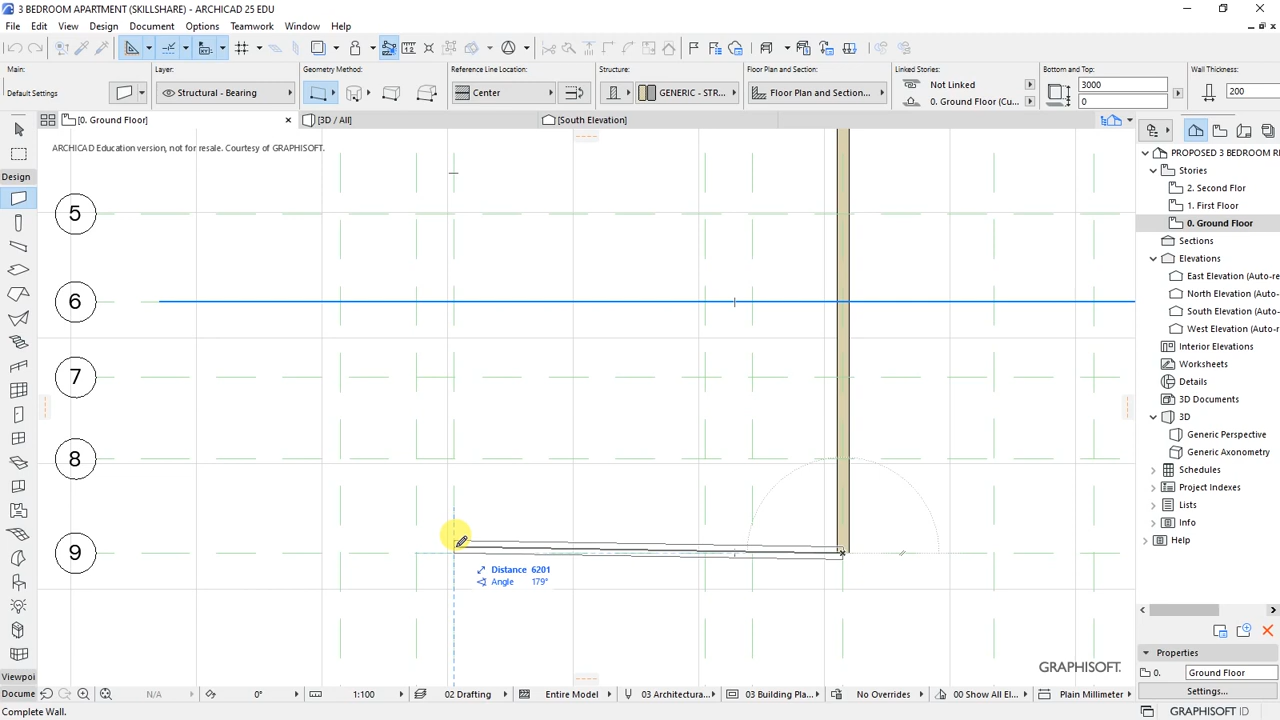 3 BEDROOM APARTMENT (SKILLSHARE) - ARCHICAD 25 EDU
File Edit View Design Document Options Teamwork Window Help
Main: Layer: Geometry Method: Reference Line Location: Structure: Floor Plan and Section: Linked Stories: Bottom and Top: Wall Thickness:
Default Settings Structural - Bearing Center GENERIC - STR... Floor Plan and Section... Not Linked 3000 200
0. Ground Floor (Cu... 0
[0. Ground Floor] [3D / All] [South Elevation]
ARCHICAD Education version, not for resale. Courtesy of GRAPHISOFT.
Design
5
6
7
8
9
Distance 6201
Angle 179°
GRAPHISOFT.
PROPOSED 3 BEDROOM RE
Stories
2. Second Flor
1. First Floor
0. Ground Floor
Sections
Elevations
East Elevation (Auto-r
North Elevation (Auto-
South Elevation (Auto-
West Elevation (Auto-r
Interior Elevations
Worksheets
Details
3D Documents
3D
Generic Perspective
Generic Axonometry
Schedules
Project Indexes
Lists
Info
Help
Properties
0. Ground Floor
Settings...
Viewpoi
Docume N/A 0° 1:100 02 Drafting Entire Model 03 Architectura... 03 Building Pla... No Overrides 00 Show All El... Plain Millimeter
Complete Wall. GRAPHISOFT ID